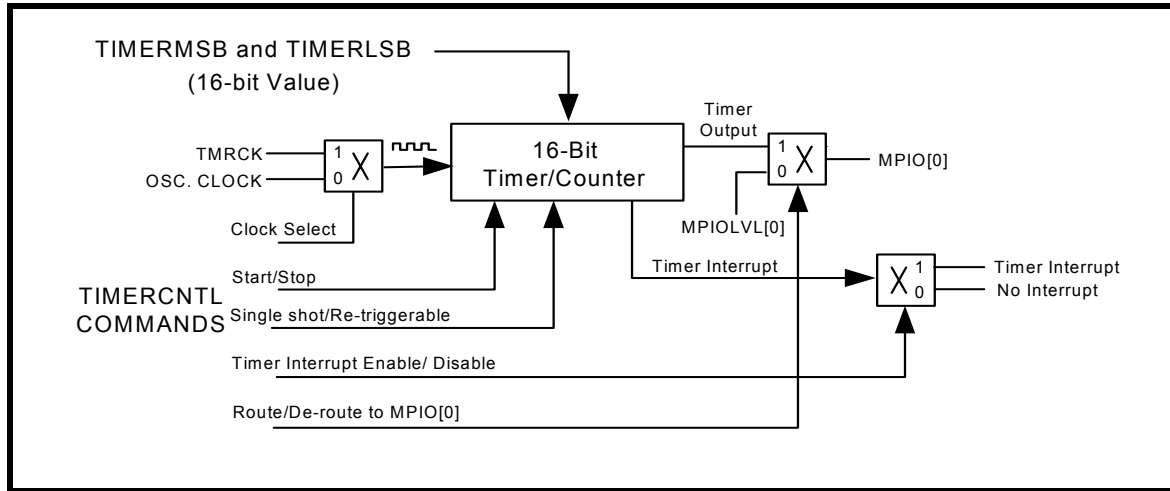 TIMERMSB and TIMERLSB
(16-bit Value)
Timer
Output
TMRCK
OSC. CLOCK
1
0
X
16-Bit
Timer/Counter
1
0
X
MPIO[0]
Clock Select
MPIOLVL[0]
Start/Stop
Timer Interrupt
X
1
0
Timer Interrupt
No Interrupt
TIMERCNTL
COMMANDS
Single shot/Re-triggerable
Timer Interrupt Enable/ Disable
Route/De-route to MPIO[0]